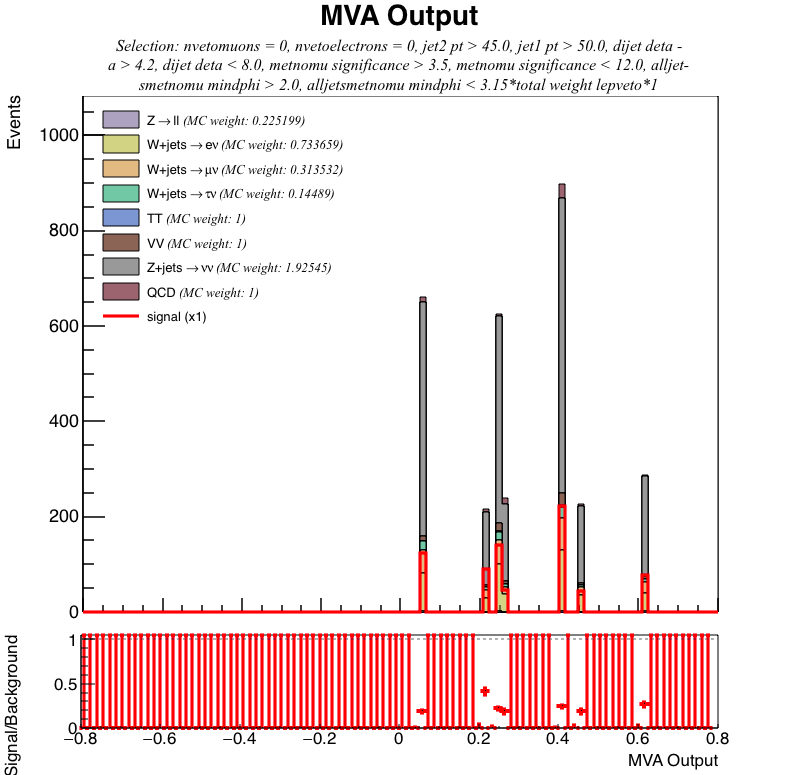 MVA Output
Selection: nvetomuons = 0, nvetoelectrons = 0, jet2 pt > 45.0, jet1 pt > 50.0, dijet deta -
a > 4.2, dijet deta < 8.0, metnomu significance > 3.5, metnomu significance < 12.0, alljet-
smetnomu mindphi > 2.0, alljetsmetnomu mindphi < 3.15*total weight lepveto*1
Events
1000
800
600
400
200
0
Z→ll (MC weight: 0.225199)
W+jets→eν (MC weight: 0.733659)
W+jets→μν (MC weight: 0.313532)
W+jets→τν (MC weight: 0.14489)
TT (MC weight: 1)
VV (MC weight: 1)
Z+jets→νν (MC weight: 1.92545)
QCD (MC weight: 1)
signal (x1)
Signal/Background
1
0.5
0
−0.8 −0.6 −0.4 −0.2 0 0.2 0.4 0.6 0.8
MVA Output